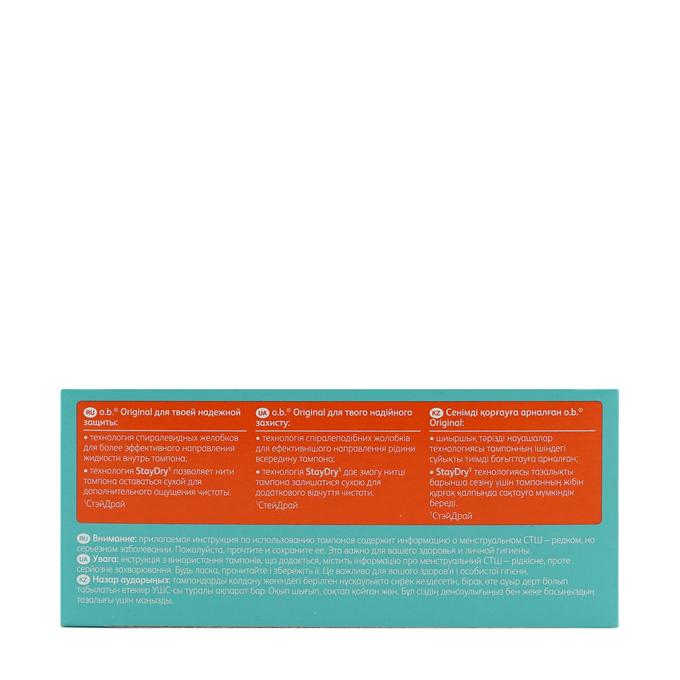 RU o.b.® Original для твоей надежной
защиты:
• технология спиралевидных желобков
для более эффективного направления
жидкости внутрь тампона;
• технология StayDry¹ позволяет нити
тампона оставаться сухой для
дополнительного ощущения чистоты.
¹СтэйДрай
UA o.b.® Original для твого надійного
захисту:
• технологія спіралеподібних жолобків
для ефективнішого направлення рідини
всередину тампона;
• технологія StayDry¹ дає змогу нитці
тампона залишатися сухою для
додаткового відчуття чистоти.
¹СтейДрай
KZ Сенімді қорғауға арналған o.b.®
Original:
• шиыршық тәрізді науашалар
технологиясы тампонның ішіндегі
сұйықты тиімді бағыттауға арналған;
• StayDry¹ технологиясы тазалықты
барынша сезіну үшін тампонның жібін
құрғақ қалпында сақтауға мүмкіндік
береді.
¹СтэйДрай
RU Внимание: прилагаемая инструкция по использованию тампонов содержит информацию о менструальном СТШ – редком, но
серьезном заболевании. Пожалуйста, прочтите и сохраните ее. Это важно для вашего здоровья и личной гигиены.
UA Увага: інструкція з використання тампонів, що додається, містить інформацію про менструальний СТШ – рідкісне, проте
серйозне захворювання. Будь ласка, прочитайте і збережіть її. Це важливо для вашого здоров'я і особистої гігієни.
KZ Назар аударыңыз: тампондарды қолдану жөніндегі берілген нұсқаулықта сирек кездесетін, бірақ өте ауыр дерт болып
табылатын етеккір УШС-сы туралы ақпарат бар. Оқып шығып, сақтап қойған жөн. Бұл сіздің денсаулығыңыз бен жеке басыңыздың
тазалығы үшін маңызды.